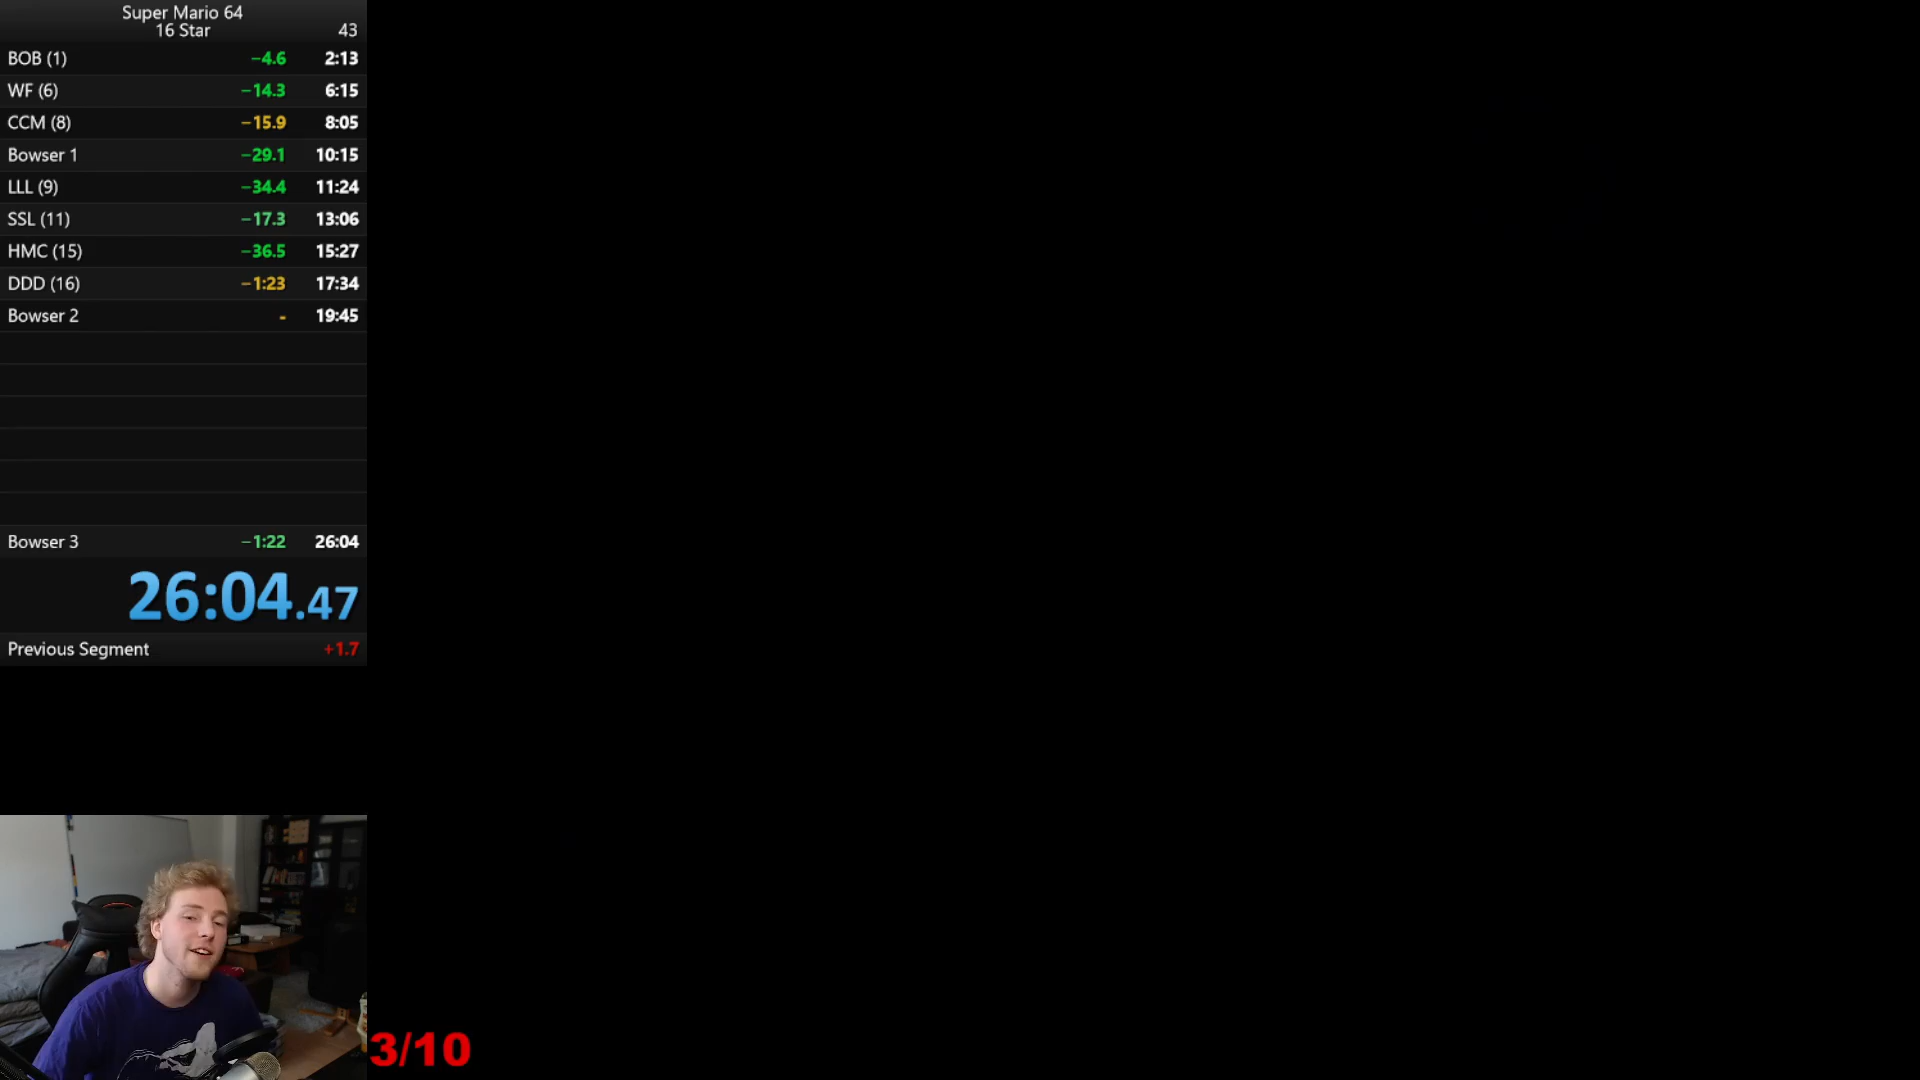 Super Mario 64
16 Star 43
BOB (1) −4.6 2:13
WF (6) −14.3 6:15
CCM (8) −15.9 8:05
Bowser 1 −29.1 10:15
LLL (9) −34.4 11:24
SSL (11) −17.3 13:06
HMC (15) −36.5 15:27
DDD (16) −1:23 17:34
Bowser 2 - 19:45
Bowser 3 −1:22 26:04
26:04.47
Previous Segment +1.7
3/10